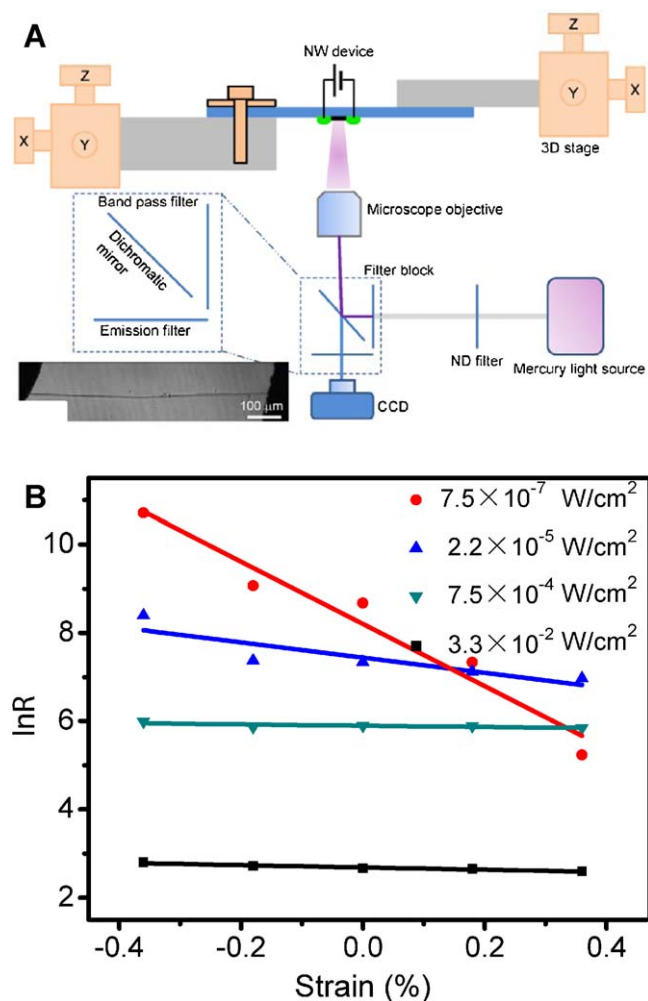 A
NW device
Z
Z
X
Y
Y
X
3D stage
Band pass filter
Dichromatic
mirror
Emission filter
Microscope objective
Filter block
ND filter
Mercury light source
CCD
100 μm
B
7.5×10⁻⁷ W/cm²
2.2×10⁻⁵ W/cm²
7.5×10⁻⁴ W/cm²
3.3×10⁻² W/cm²
10
8
6
4
2
lnR
-0.4
-0.2
0.0
0.2
0.4
Strain (%)